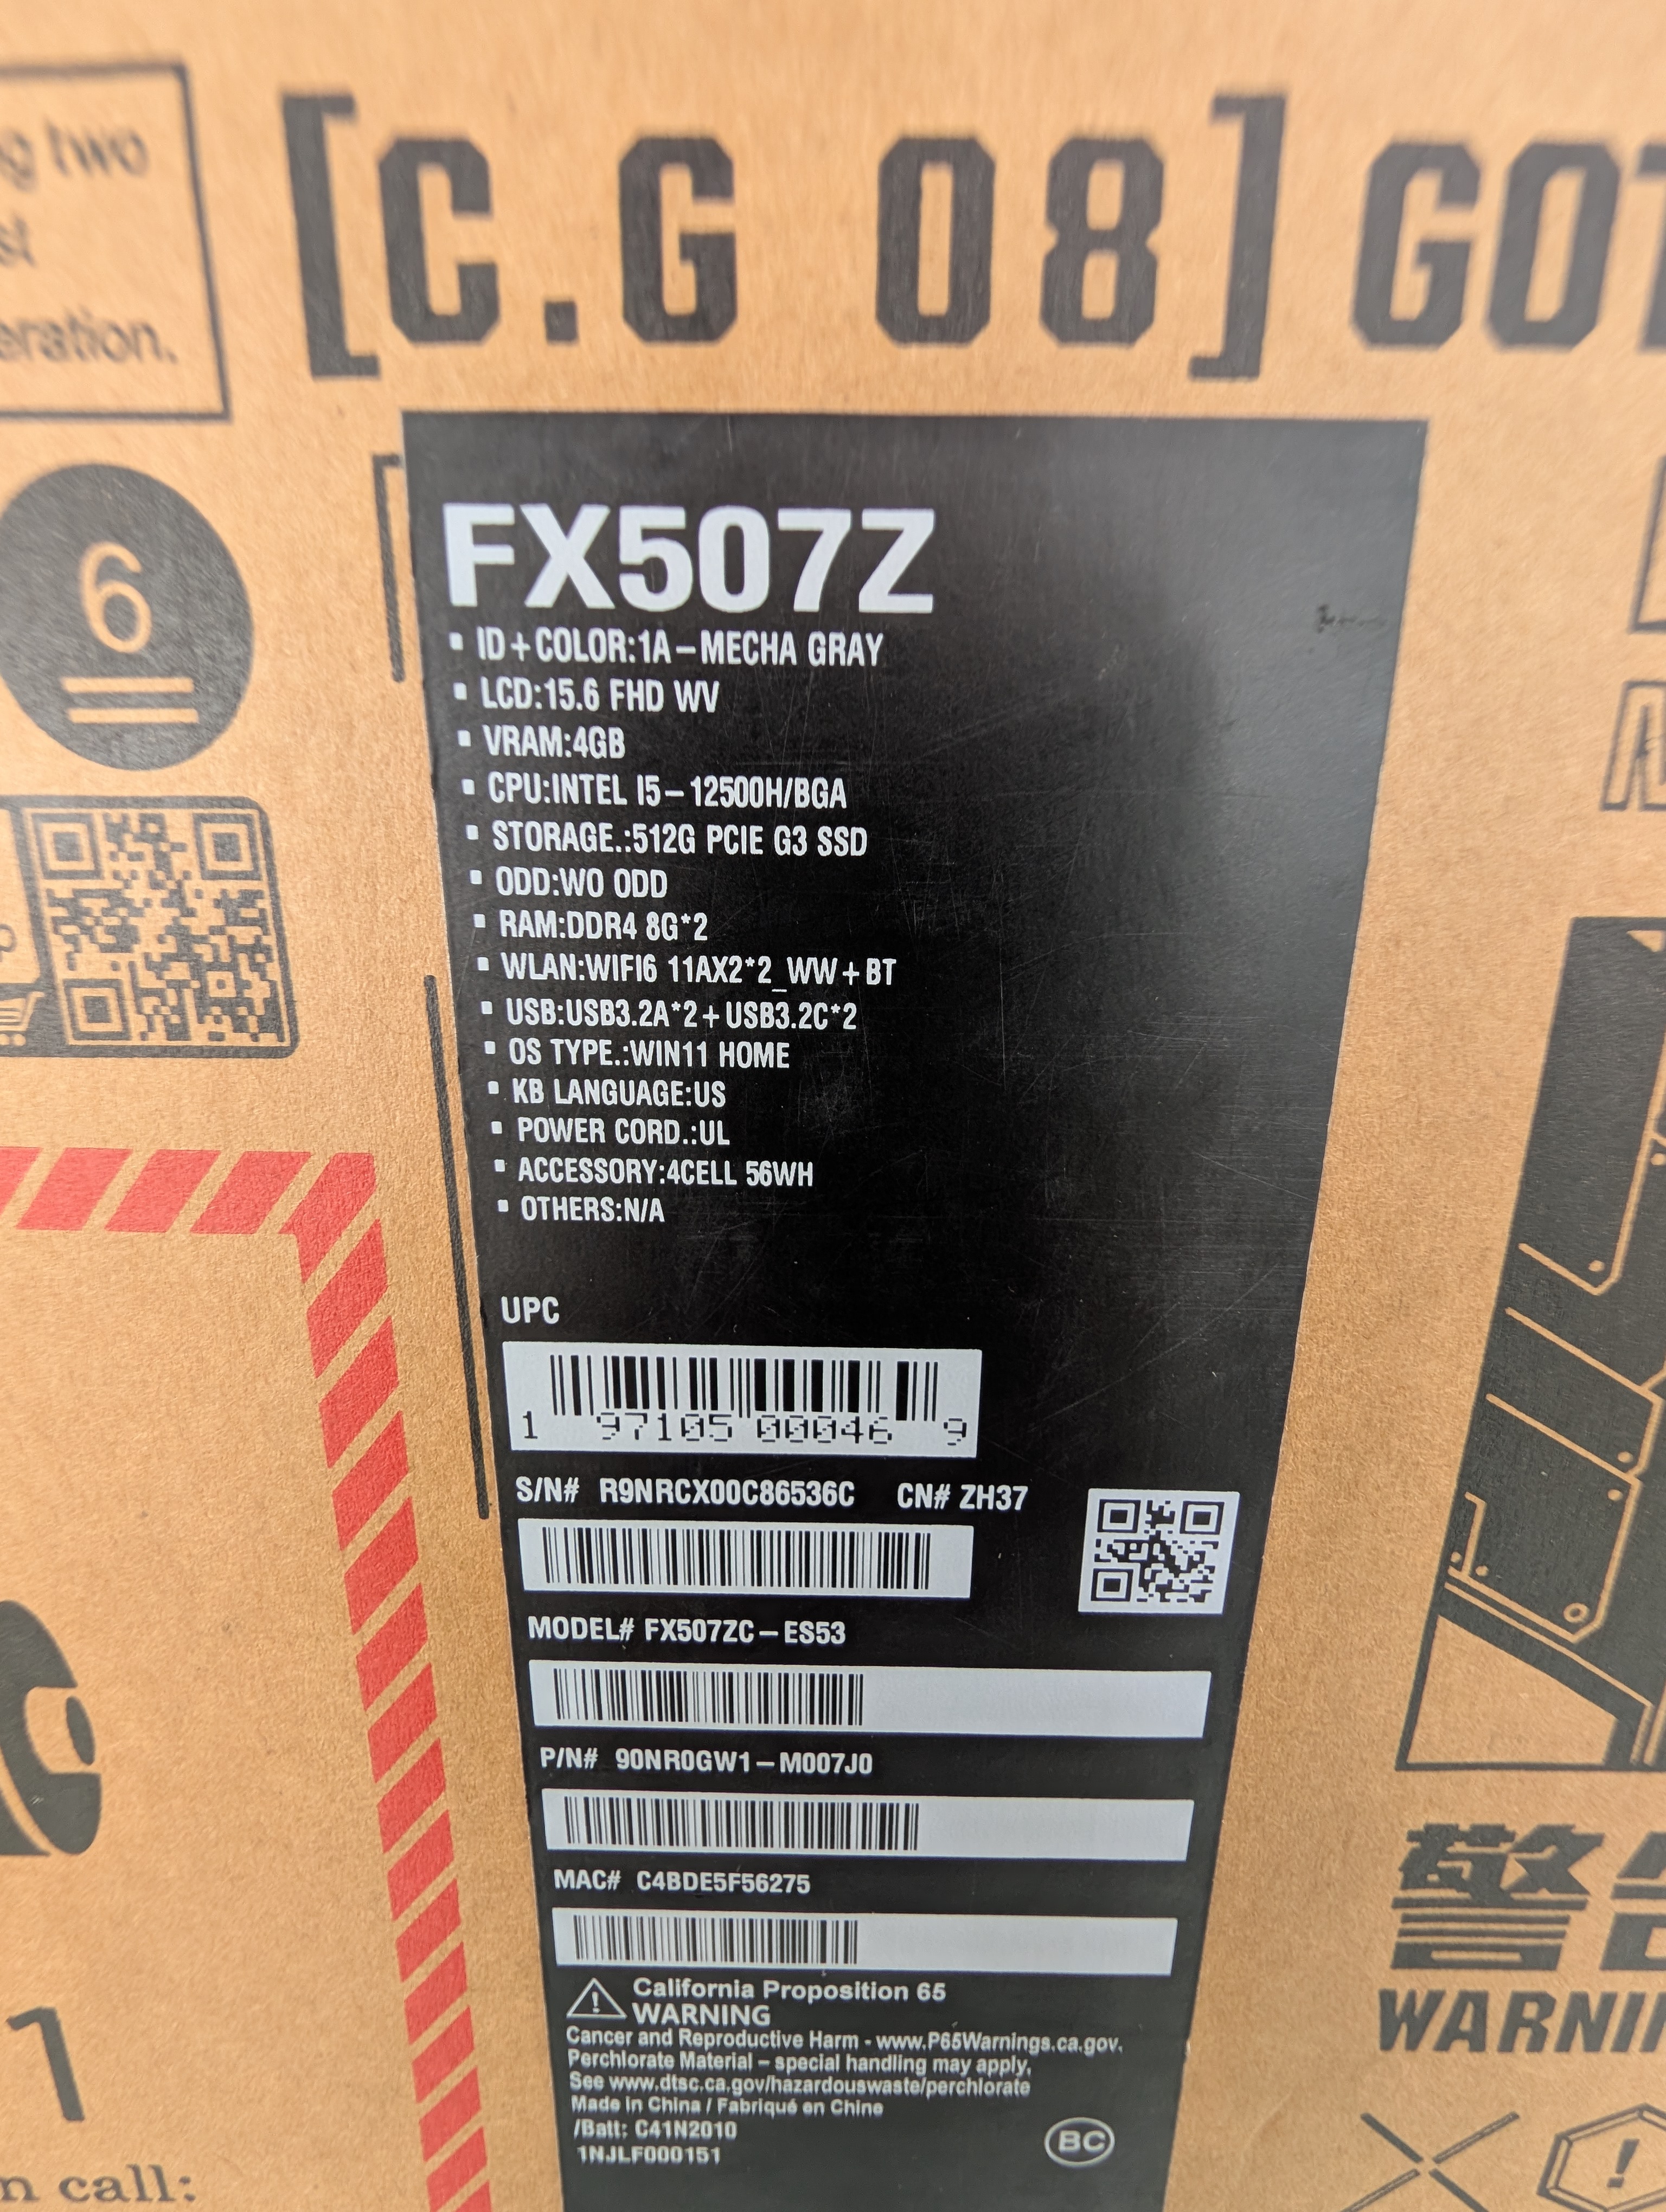 g two
st
eration.
[C.G 08] GOT
6
FX507Z
▪ ID+COLOR:1A–MECHA GRAY
▪ LCD:15.6 FHD WV
▪ VRAM:4GB
▪ CPU:INTEL I5–12500H/BGA
▪ STORAGE.:512G PCIE G3 SSD
▪ ODD:WO ODD
▪ RAM:DDR4 8G*2
▪ WLAN:WIFI6 11AX2*2_WW+BT
▪ USB:USB3.2A*2+USB3.2C*2
▪ OS TYPE.:WIN11 HOME
▪ KB LANGUAGE:US
▪ POWER CORD.:UL
▪ ACCESSORY:4CELL 56WH
▪ OTHERS:N/A
UPC
1 97105 00046 9
S/N# R9NRCX00C86536C CN# ZH37
MODEL# FX507ZC–ES53
P/N# 90NR0GW1–M007J0
MAC# C4BDE5F56275
California Proposition 65
WARNING
Cancer and Reproductive Harm - www.P65Warnings.ca.gov.
Perchlorate Material – special handling may apply.
See www.dtsc.ca.gov/hazardouswaste/perchlorate
Made in China / Fabriqué en Chine
/Batt: C41N2010
1NJLF000151
BC
警
WARNIN
1
n call: